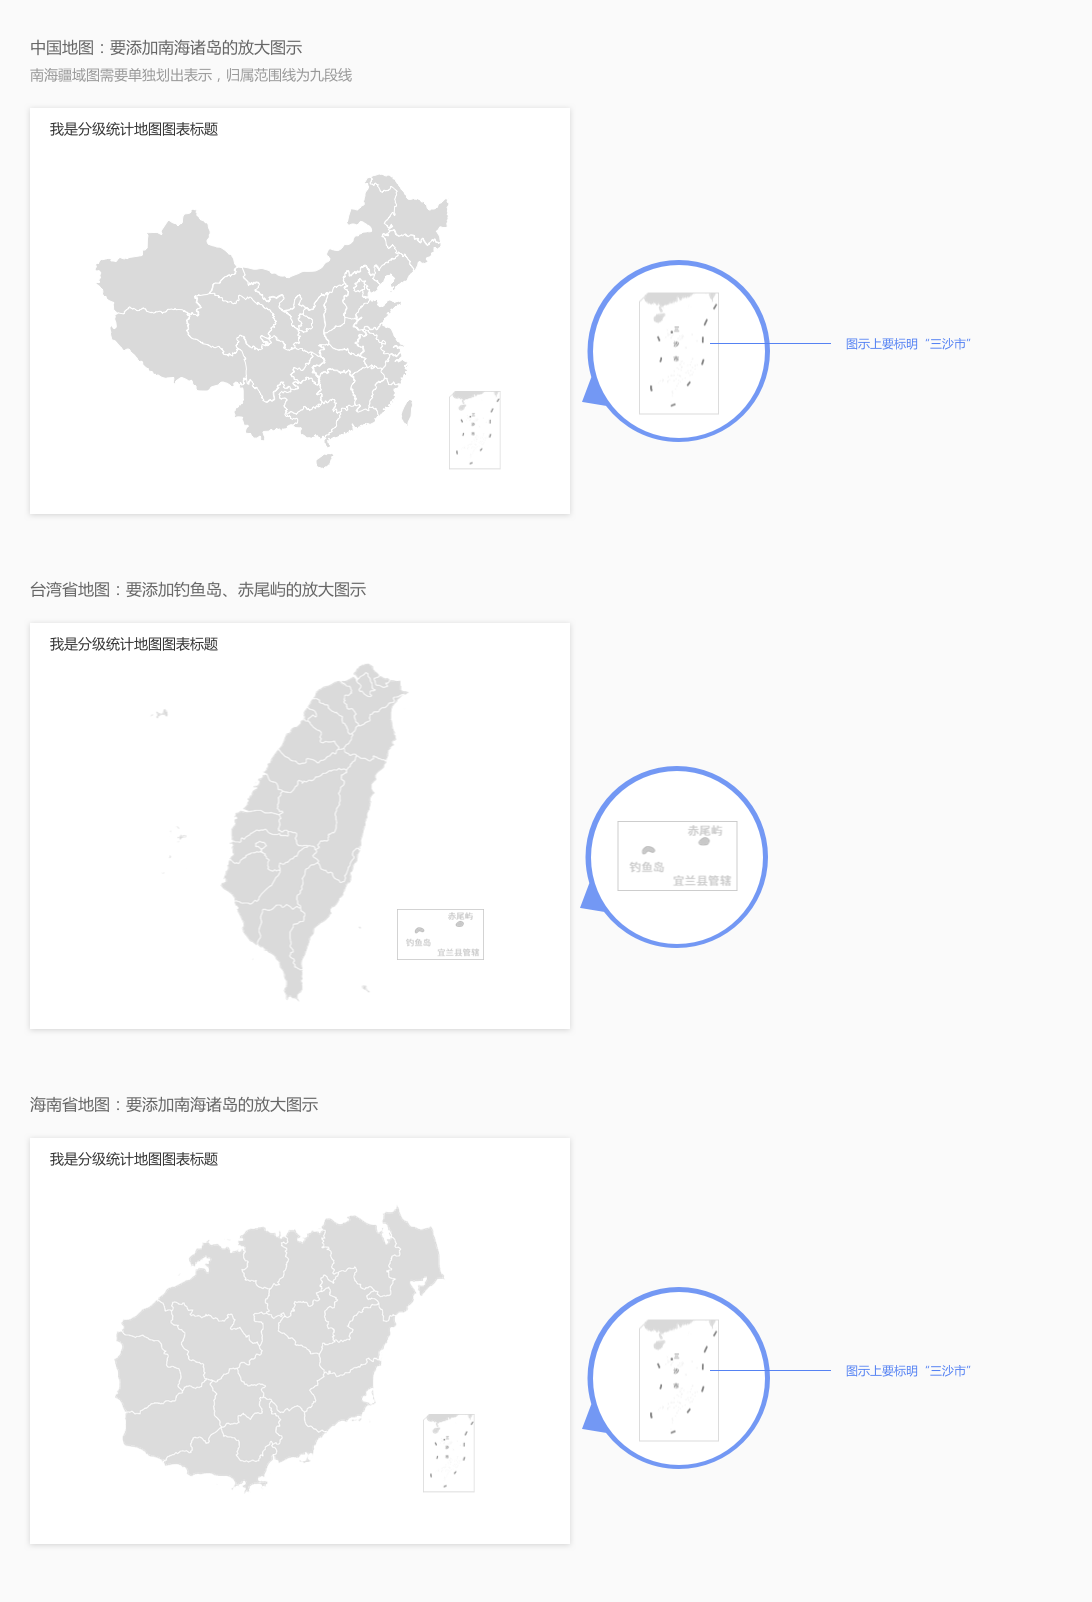 中国地图：要添加南海诸岛的放大图示
南海疆域图需要单独划出表示，归属范围线为九段线
我是分级统计地图图表标题
三
沙
市
图示上要标明“三沙市”
台湾省地图：要添加钓鱼岛、赤尾屿的放大图示
我是分级统计地图图表标题
赤尾屿
钓鱼岛
宜兰县管辖
赤尾屿
钓鱼岛
宜兰县管辖
海南省地图：要添加南海诸岛的放大图示
我是分级统计地图图表标题
三
沙
市
图示上要标明“三沙市”